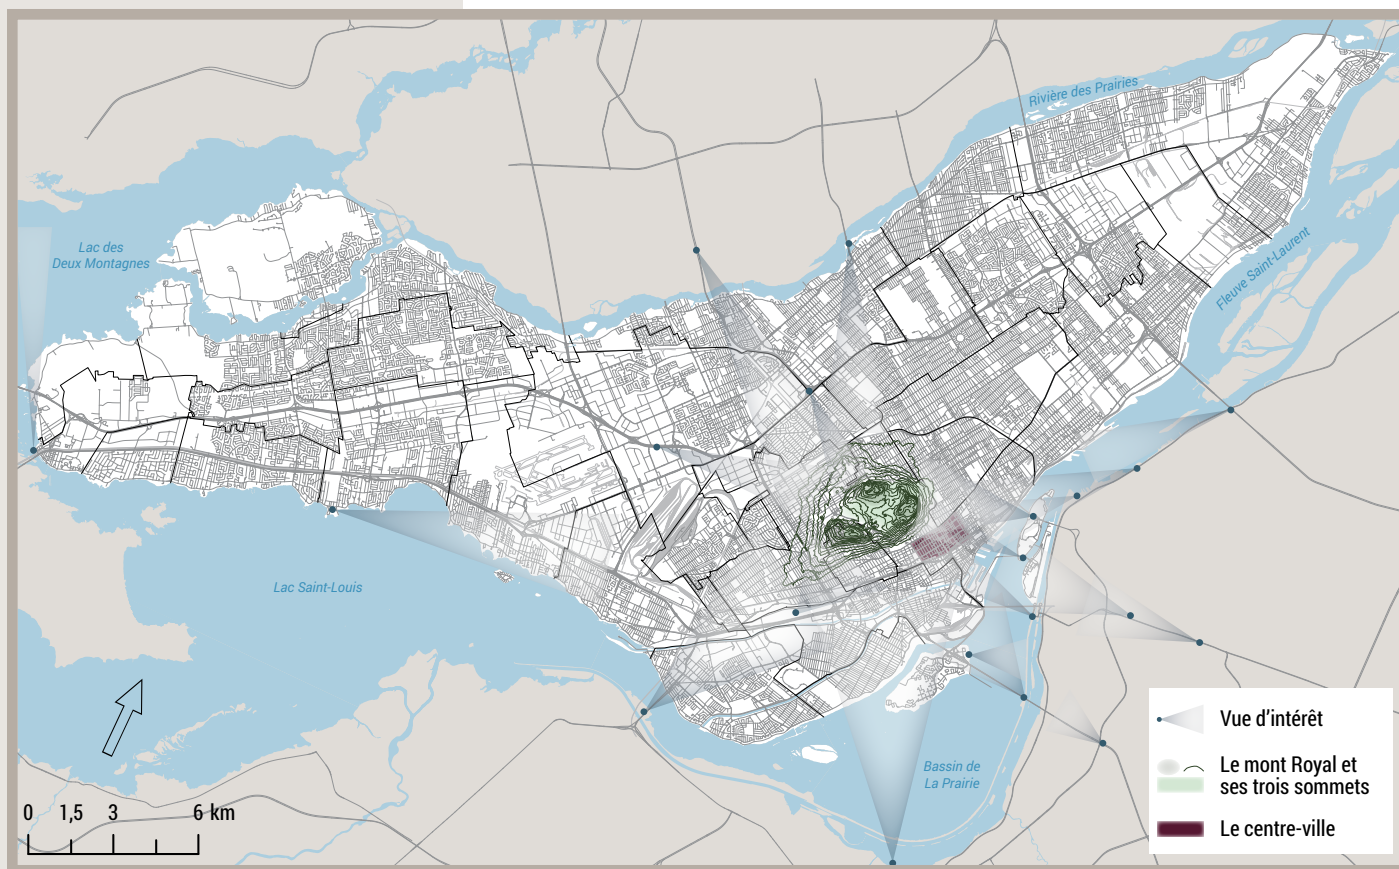 Rivière des Prairies
Lac des
Deux Montagnes
Fleuve Saint-Laurent
Lac Saint-Louis
Bassin de
La Prairie
0 1,5 3 6 km
Vue d'intérêt
Le mont Royal et
ses trois sommets
Le centre-ville